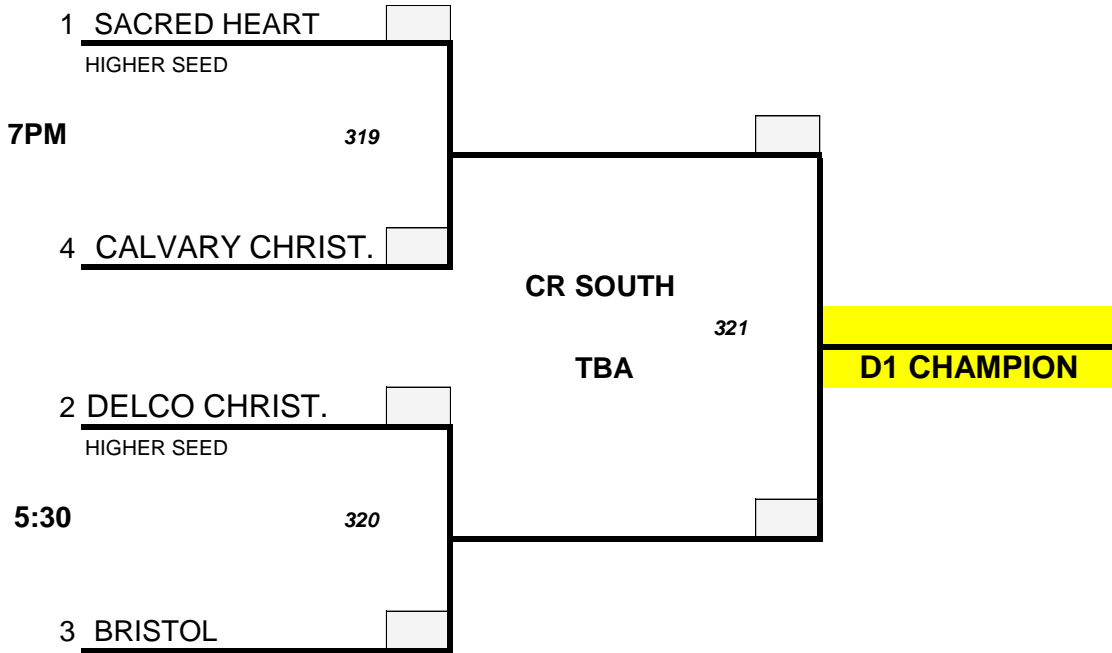 1 SACRED HEART
HIGHER SEED
7PM 319
4 CALVARY CHRIST.
CR SOUTH
321
TBA D1 CHAMPION
2 DELCO CHRIST.
HIGHER SEED
5:30 320
3 BRISTOL